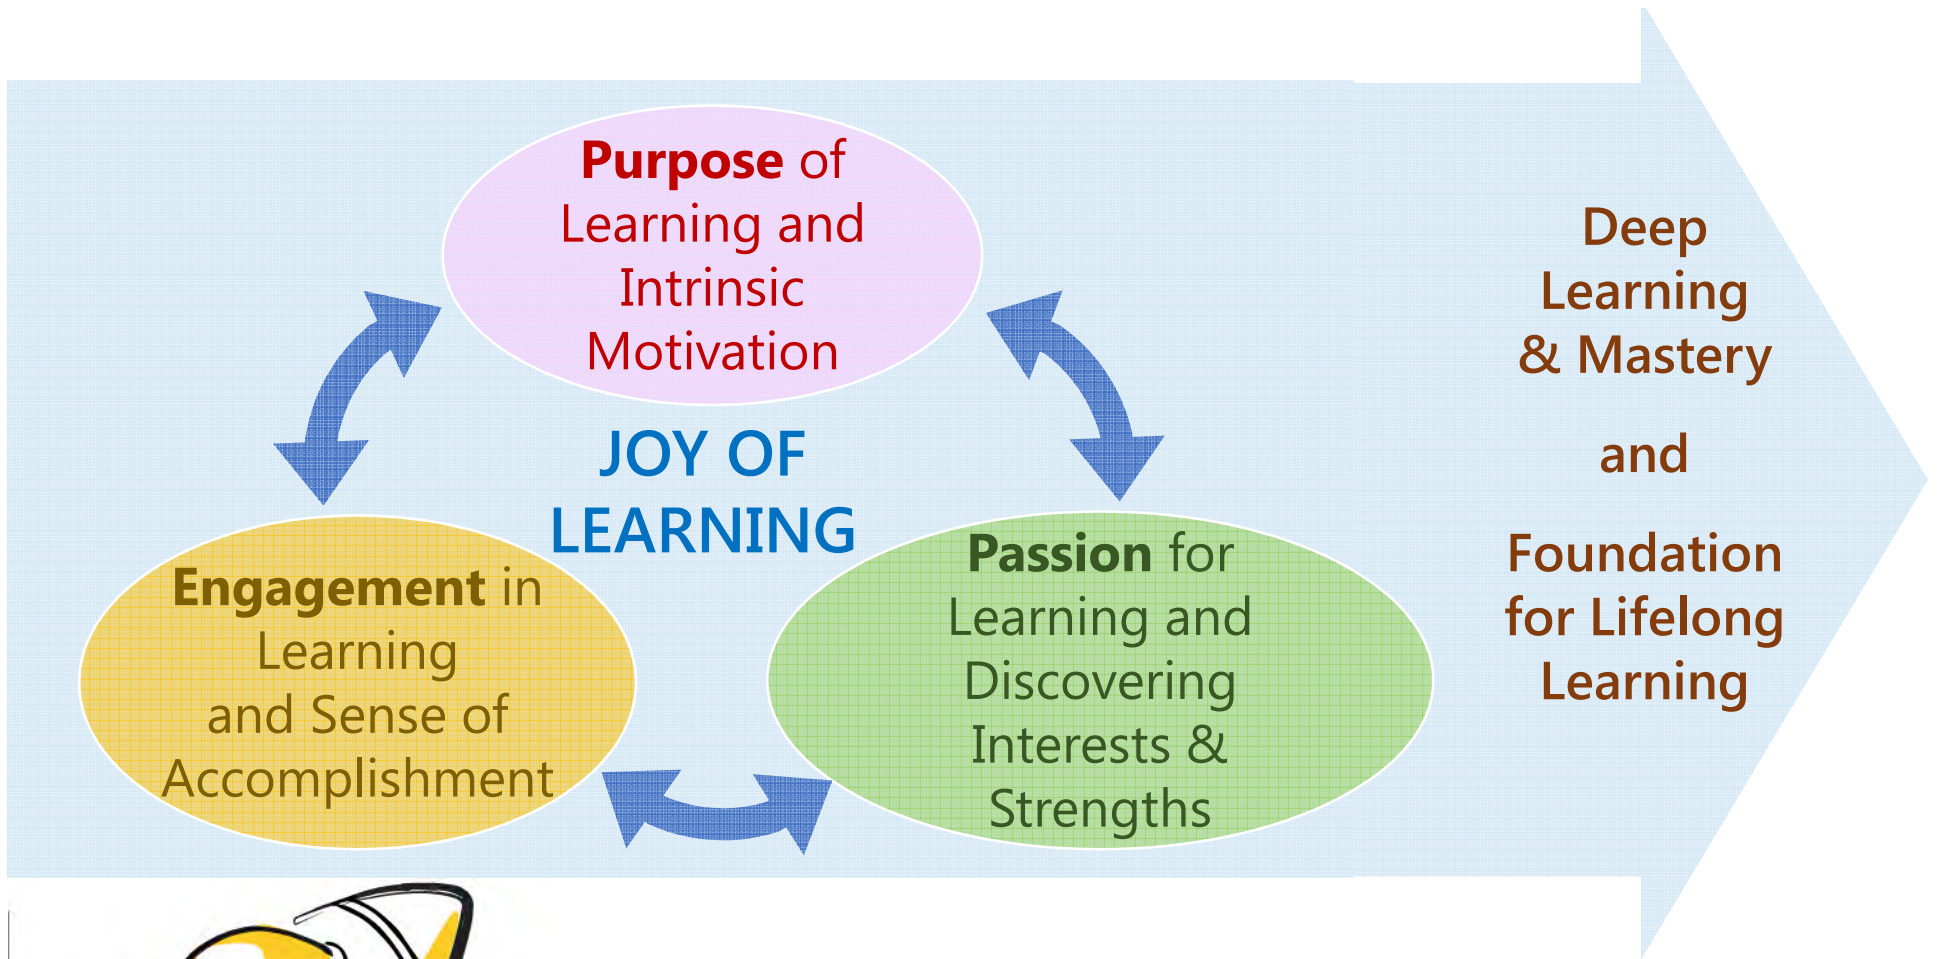 Purpose of
Learning and
Intrinsic
Motivation
JOY OF
LEARNING
Engagement in
Learning
and Sense of
Accomplishment
Passion for
Learning and
Discovering
Interests &
Strengths
Deep
Learning
& Mastery
and
Foundation
for Lifelong
Learning